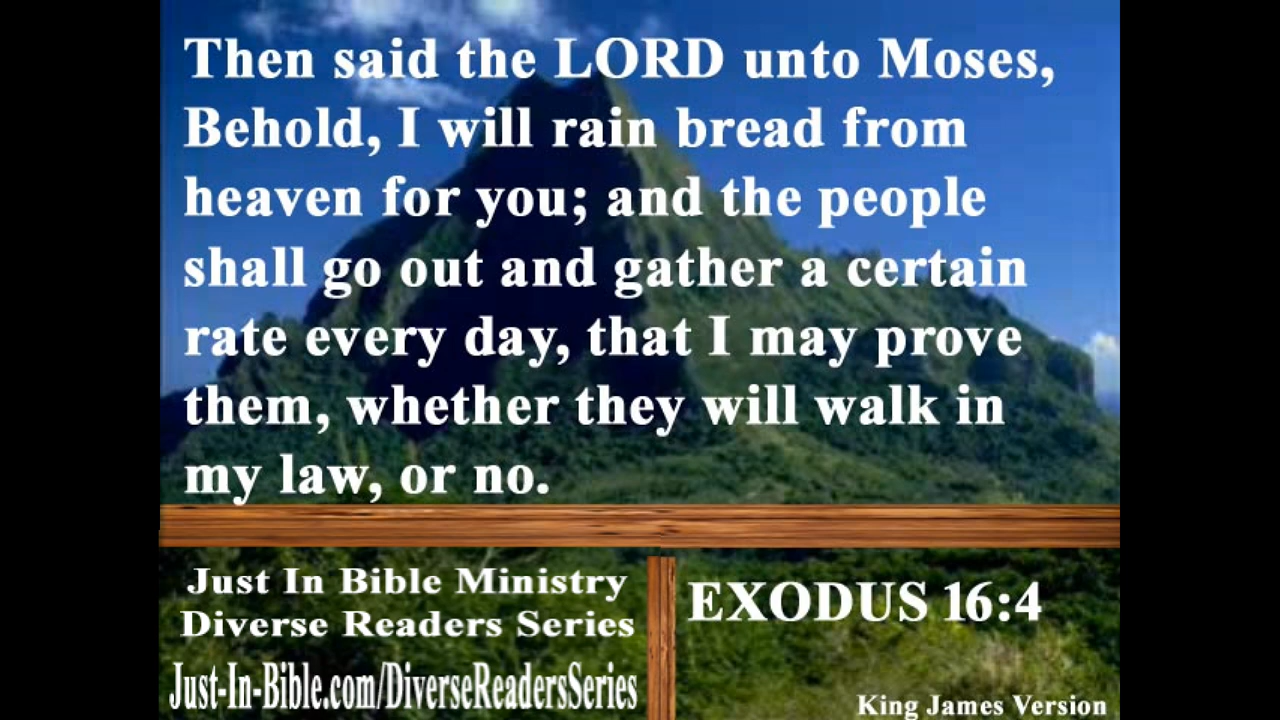 Then said the LORD unto Moses,
Behold, I will rain bread from
heaven for you; and the people
shall go out and gather a certain
rate every day, that I may prove
them, whether they will walk in
my law, or no.
Just In Bible Ministry
Diverse Readers Series
Just-In-Bible.com/DiverseReadersSeries
EXODUS 16:4
King James Version